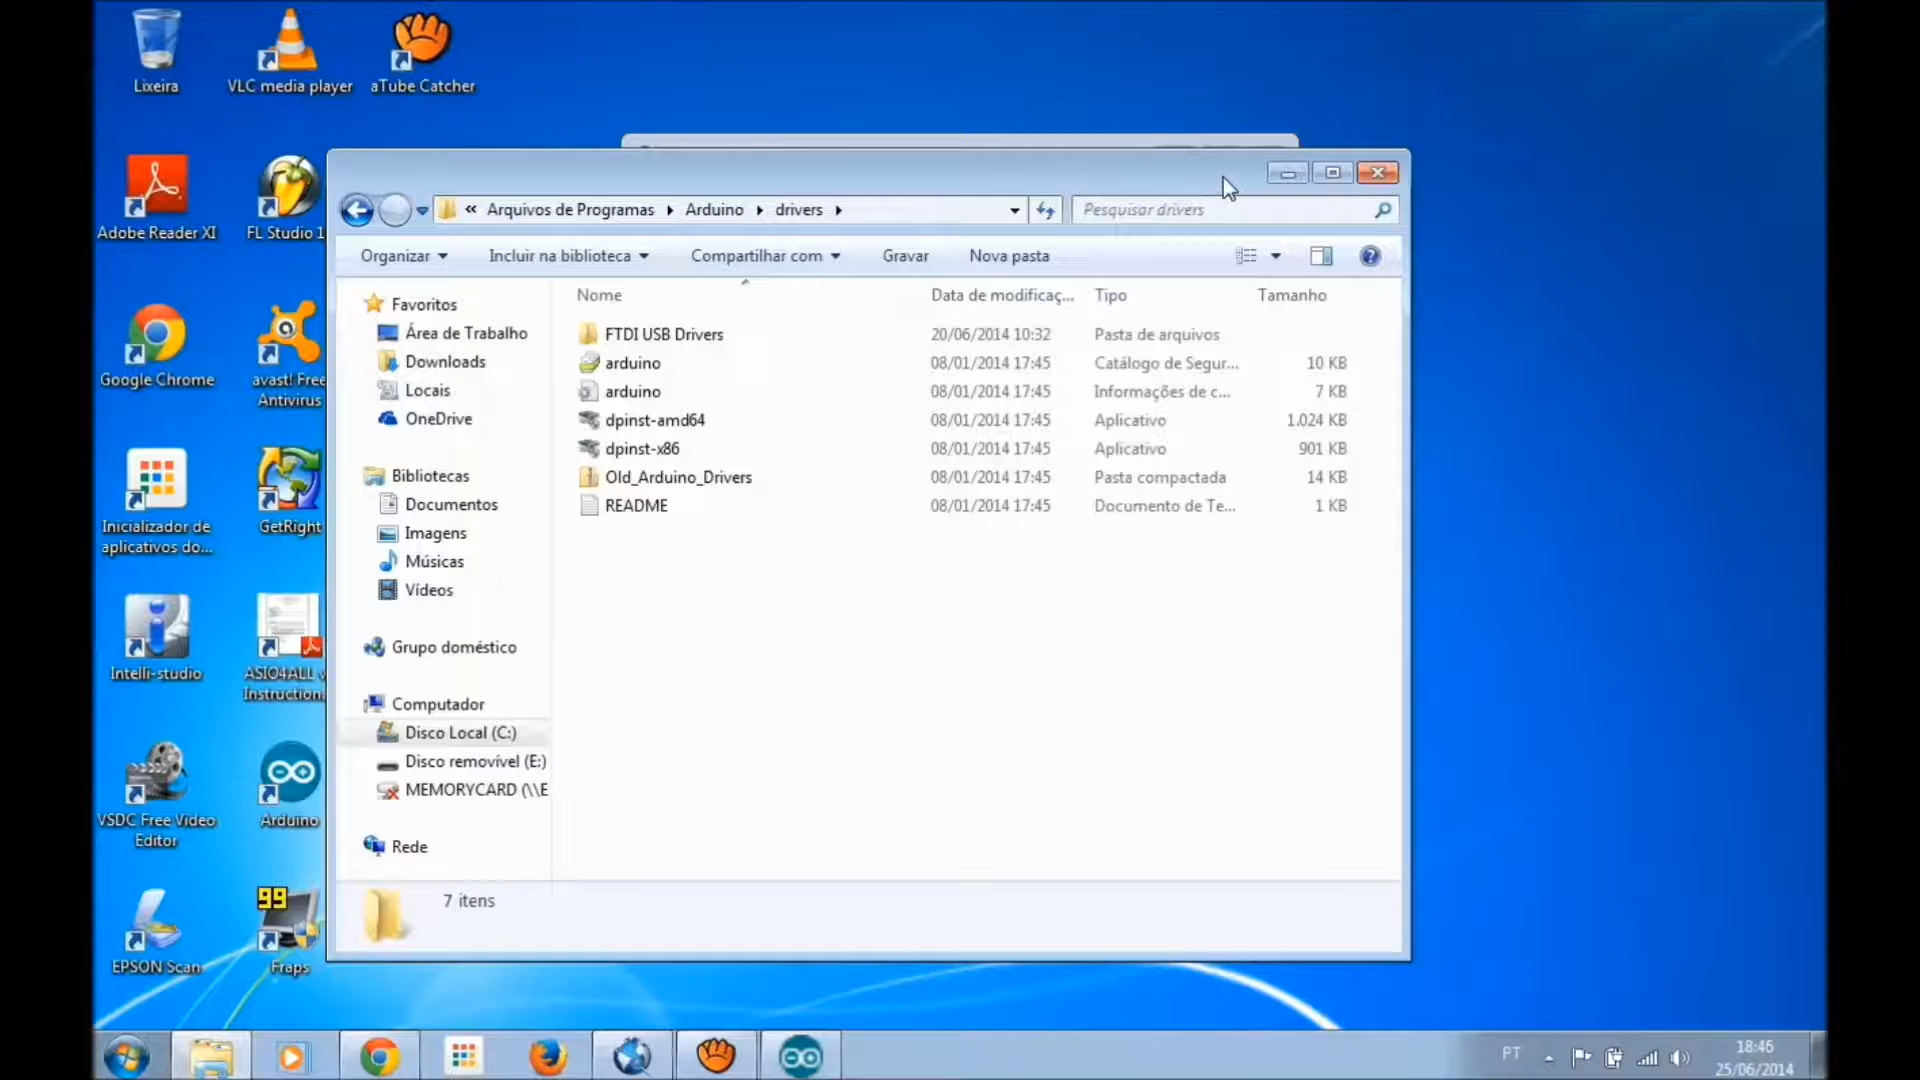 Lixeira
VLC media player
aTube Catcher
Adobe Reader XI
FL Studio 1
Google Chrome
avast! Free
Antivirus
Inicializador de
aplicativos do...
GetRight
Intelli-studio
ASIO4ALL v
Instruction
VSDC Free Video
Editor
Arduino
EPSON Scan
99
Fraps
« Arquivos de Programas Arduino drivers
Pesquisar drivers
Organizar
Incluir na biblioteca
Compartilhar com
Gravar
Nova pasta
Favoritos
Área de Trabalho
Downloads
Locais
OneDrive
Bibliotecas
Documentos
Imagens
Músicas
Vídeos
Grupo doméstico
Computador
Disco Local (C:)
Disco removível (E:)
MEMORYCARD (\\E
Rede
Nome Data de modificaç... Tipo Tamanho
FTDI USB Drivers 20/06/2014 10:32 Pasta de arquivos
arduino 08/01/2014 17:45 Catálogo de Segur... 10 KB
arduino 08/01/2014 17:45 Informações de c... 7 KB
dpinst-amd64 08/01/2014 17:45 Aplicativo 1.024 KB
dpinst-x86 08/01/2014 17:45 Aplicativo 901 KB
Old_Arduino_Drivers 08/01/2014 17:45 Pasta compactada 14 KB
README 08/01/2014 17:45 Documento de Te... 1 KB
7 itens
PT
18:45
25/06/2014